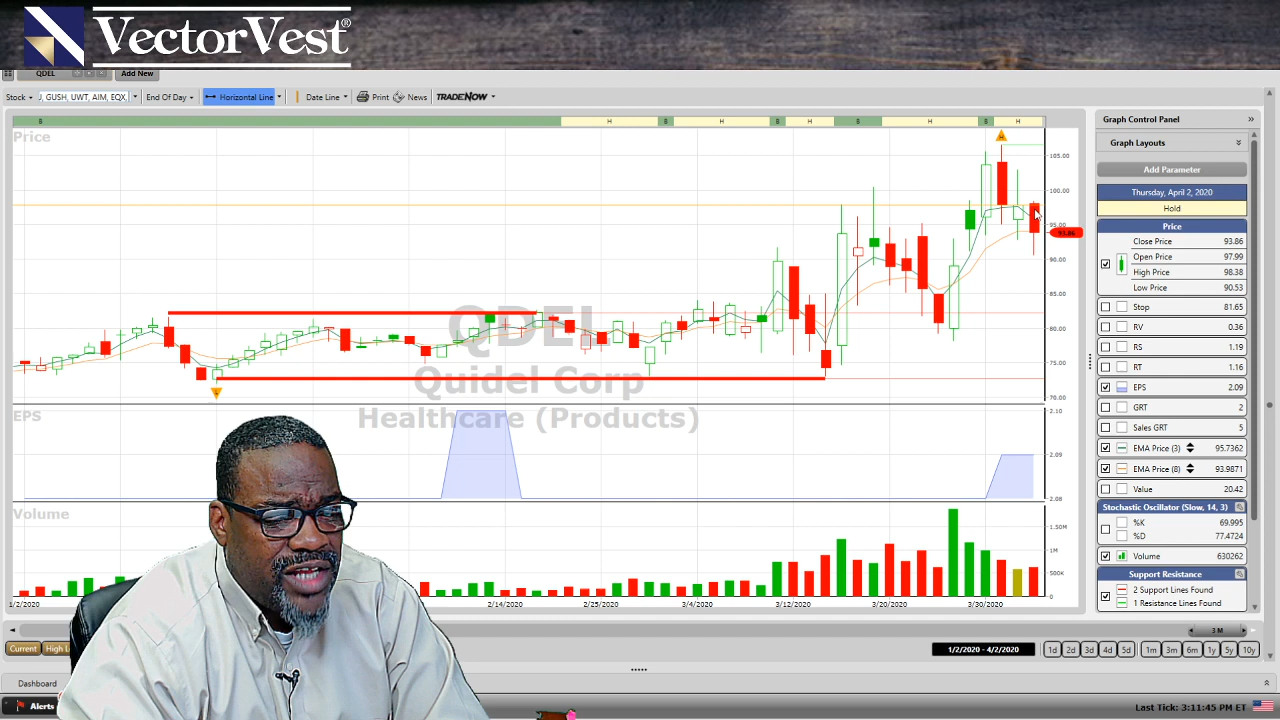 VectorVest®
QDEL
Add New
Stock
J, GUSH, UWT, AIM, EQX,
End Of Day
Horizontal Line
Date Line
Print
News
TRADENOW
B H B H B H B H B H
Price
Graph Control Panel
Graph Layouts
Add Parameter
Thursday, April 2, 2020
Hold
Price
Close Price 93.86
Open Price 97.99
High Price 98.38
Low Price 90.53
Stop 81.65
RV 0.36
RS 1.19
RT 1.16
EPS 2.09
GRT 2
Sales GRT 5
EMA Price (3) 95.7362
EMA Price (8) 93.9871
Value 20.42
Stochastic Oscillator (Slow, 14, 3)
%K 69.995
%D 77.4724
Volume 630262
Support Resistance
2 Support Lines Found
1 Resistance Lines Found
105.00
100.00
95.00
93.86
90.00
85.00
80.00
75.00
70.00
QDEL
Quidel Corp
Healthcare (Products)
EPS
2.10
2.09
2.08
Volume
1.50M
1M
500K
0
1/2/2020
2/14/2020
2/25/2020
3/4/2020
3/12/2020
3/20/2020
3/30/2020
3 M
Current
High L
1/2/2020 - 4/2/2020
1d 2d 3d 4d 5d 1m 3m 6m 1y 5y 10y
Dashboard
Alerts
Last Tick: 3:11:45 PM ET